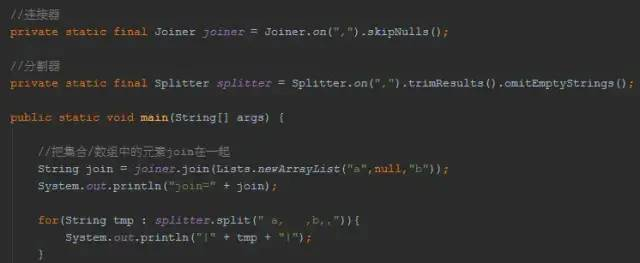 //连接器
private static final Joiner joiner = Joiner.on(",").skipNulls();
//分割器
private static final Splitter splitter = Splitter.on(",").trimResults().omitEmptyStrings();
public static void main(String[] args) {
//把集合/数组中的元素join在一起
String join = joiner.join(Lists.newArrayList("a",null,"b"));
System.out.println("join=" + join);
for(String tmp : splitter.split(" a,   ,b,,")){
System.out.println("|" + tmp + "|");
}